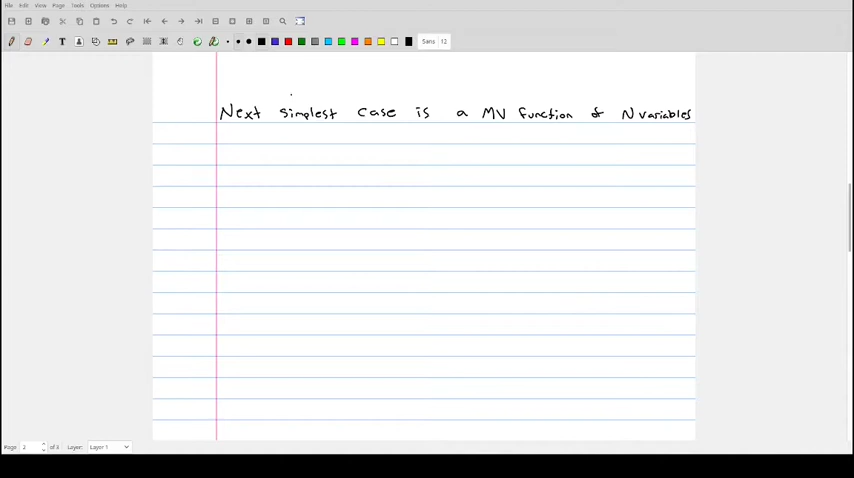 File Edit View Page Tools Options Help
Sans 12
Next simplest case is a MV function of N variables
Page 2 of 3 Layer: Layer 1